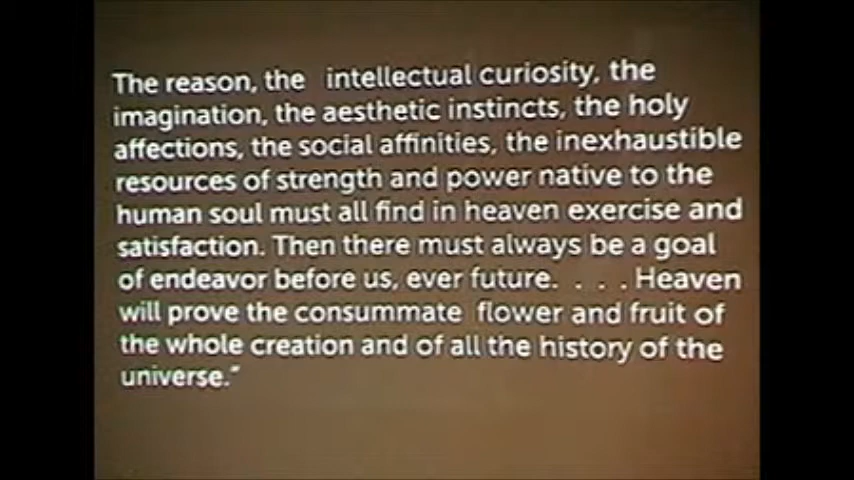 The reason, the intellectual curiosity, the
imagination, the aesthetic instincts, the holy
affections, the social affinities, the inexhaustible
resources of strength and power native to the
human soul must all find in heaven exercise and
satisfaction. Then there must always be a goal
of endeavor before us, ever future. . . . Heaven
will prove the consummate flower and fruit of
the whole creation and of all the history of the
universe."